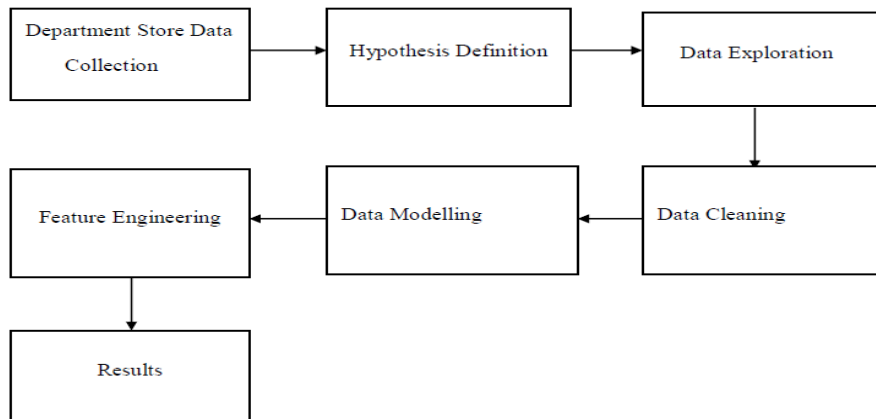 Department Store Data
Collection
Hypothesis Definition
Data Exploration
Data Cleaning
Data Modelling
Feature Engineering
Results